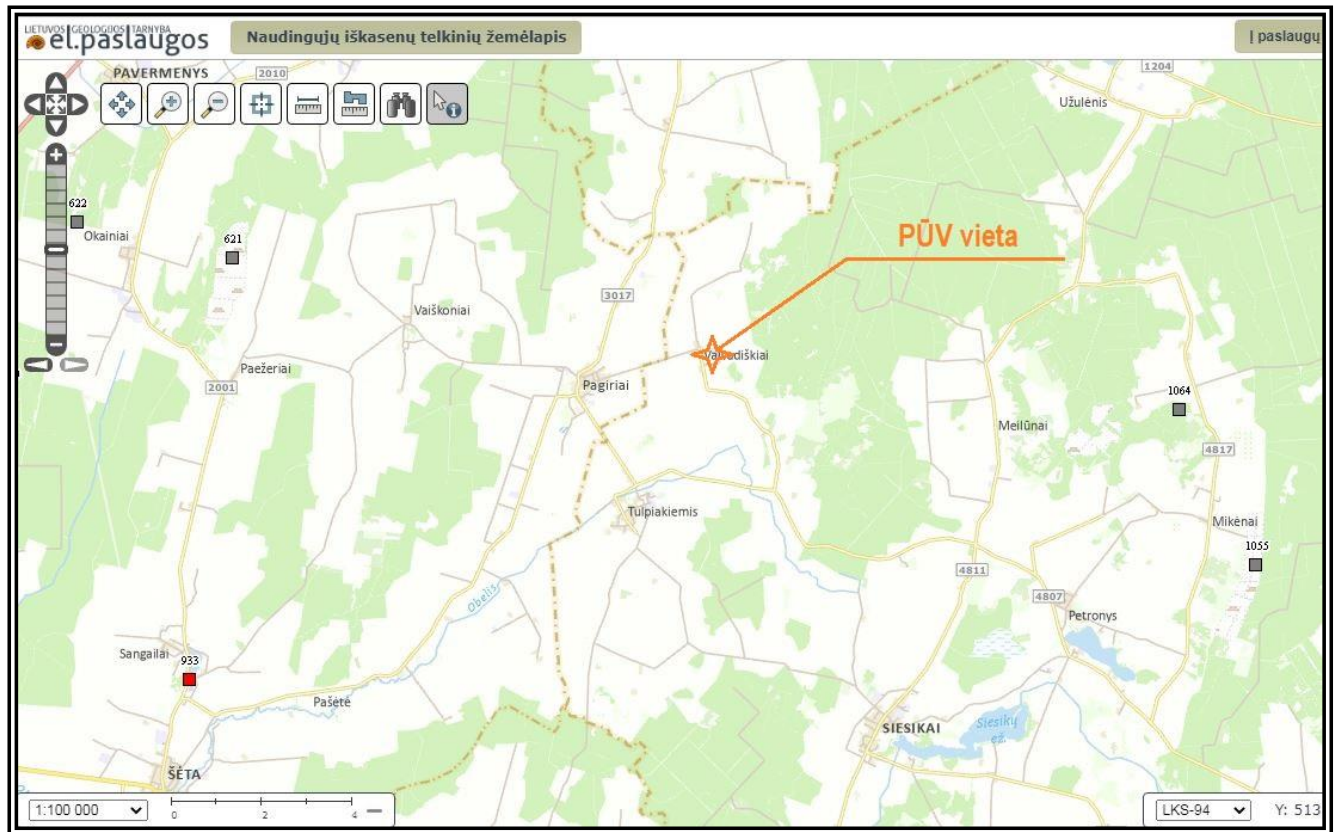 LIETUVOS GEOLOGIJOS TARNYBA
el.paslaugos
Naudingųjų iškasenų telkinių žemėlapis
Į paslaugų
PAVERMENYS
2010
1204
Užulėnis
622
Okainiai
621
PŪV vieta
3017
Vaiškoniai
Paežeriai
2001
Pagiriai
1064
Meilūnai
4817
Tulpiakiemis
Mikėnai
1055
4811
Obelis
4807
Petronys
Sangailai
933
Pašėtė
SIESIKAI
Siesikų
ež.
ŠĖTA
1:100 000
0 2 4
LKS-94
Y: 513